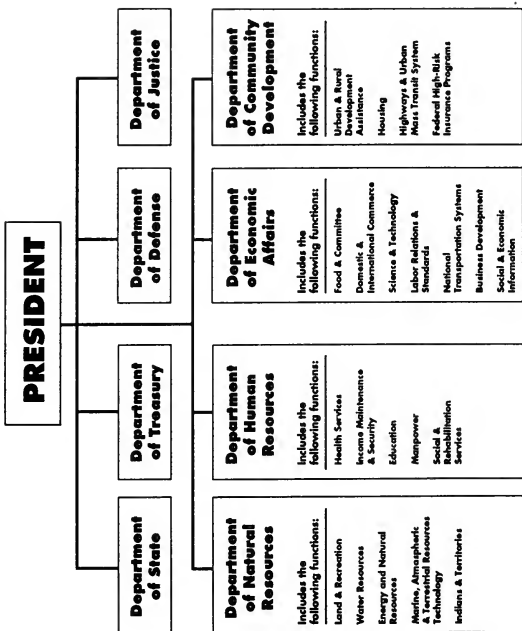 PRESIDENT
Department
of State
Department
of Treasury
Department
of Defense
Department
of Justice
Department
of Natural
Resources
Includes the
following functions:
Land & Recreation
Water Resources
Energy and Natural
Resources
Marine, Atmospheric
& Terrestrial Resources
Technology
Indians & Territories
Department
of Human
Resources
Includes the
following functions:
Health Services
Income Maintenance
& Security
Education
Manpower
Social &
Rehabilitation
Services
Department
of Economic
Affairs
Includes the
following functions:
Food & Committee
Domestic &
International Commerce
Science & Technology
Labor Relations &
Standards
National
Transportation Systems
Business Development
Social & Economic
Information
Department
of Community
Development
Includes the
following functions:
Urban & Rural
Development
Assistance
Housing
Highways & Urban
Mass Transit System
Federal High-Risk
Insurance Programs